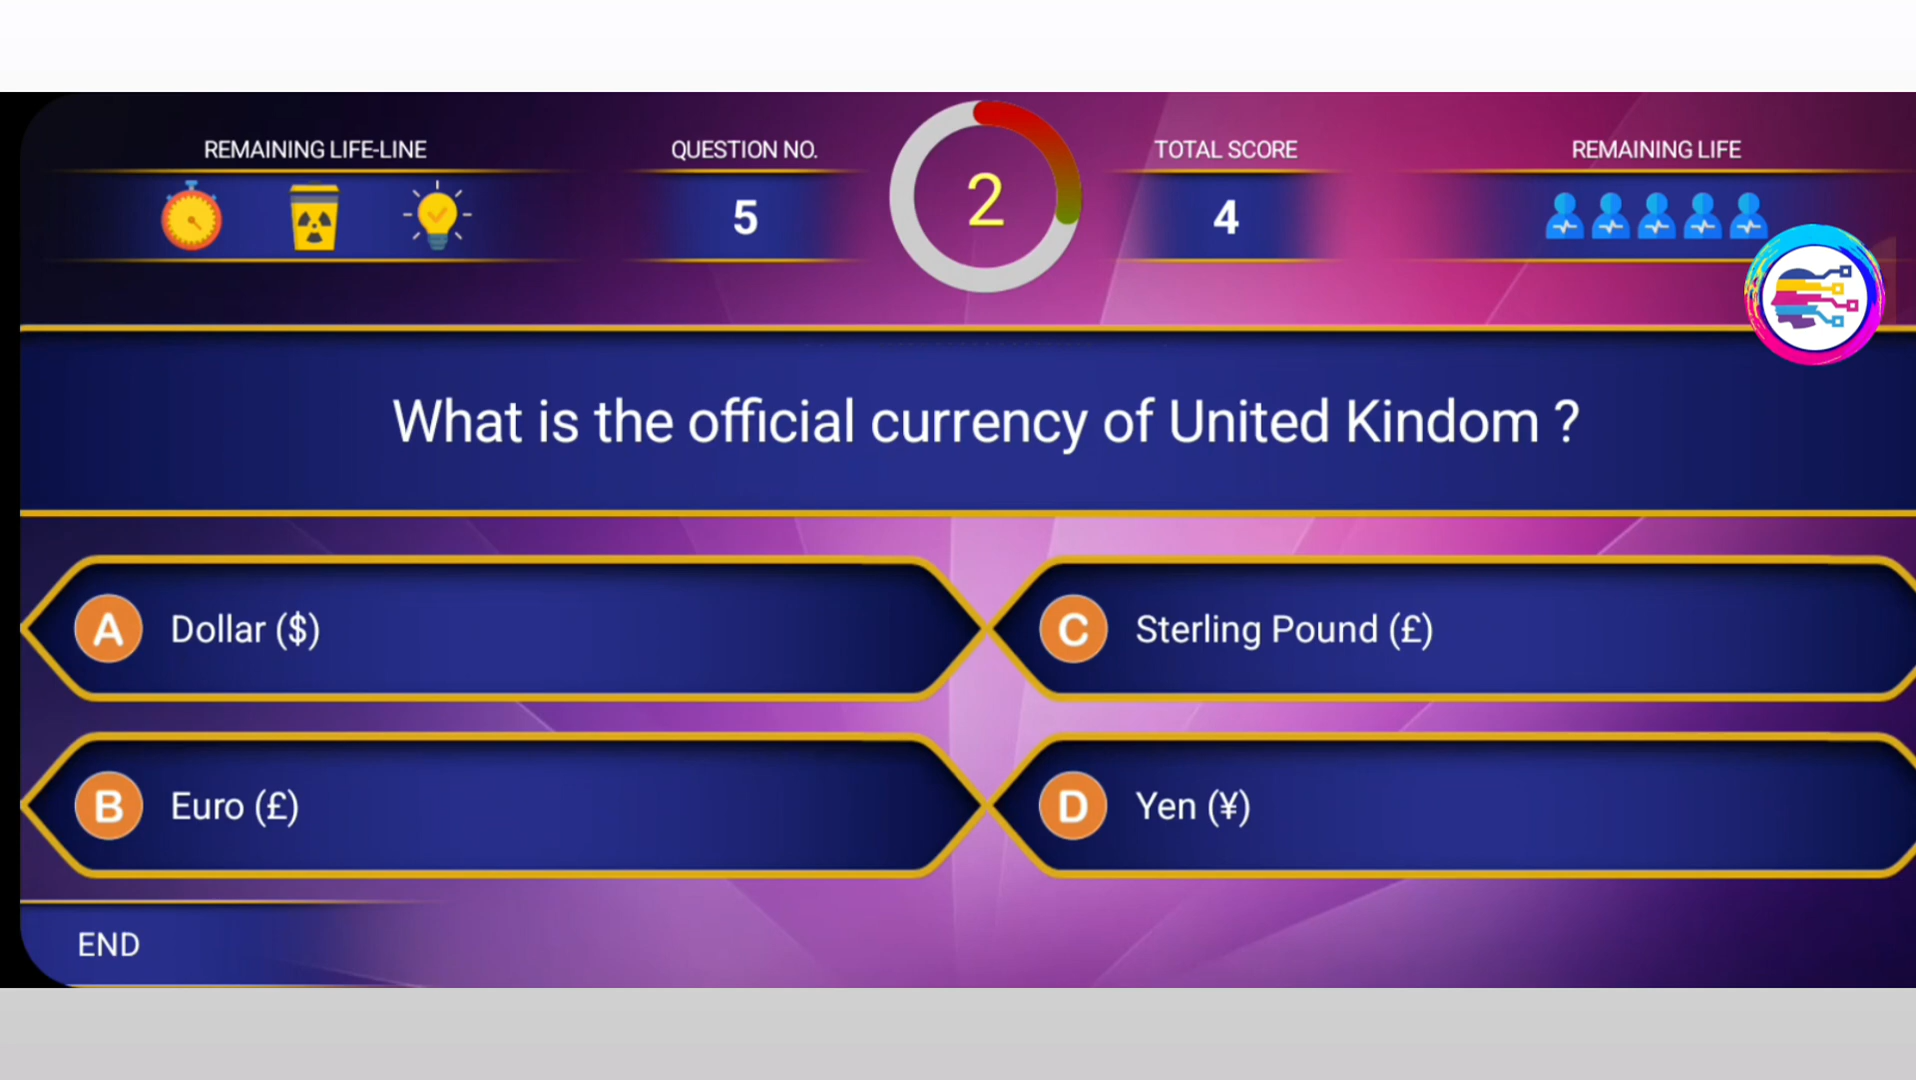 REMAINING LIFE-LINE
QUESTION NO.
5
2
TOTAL SCORE
4
REMAINING LIFE
What is the official currency of United Kindom ?
A Dollar ($)
C Sterling Pound (£)
B Euro (£)
D Yen (¥)
END